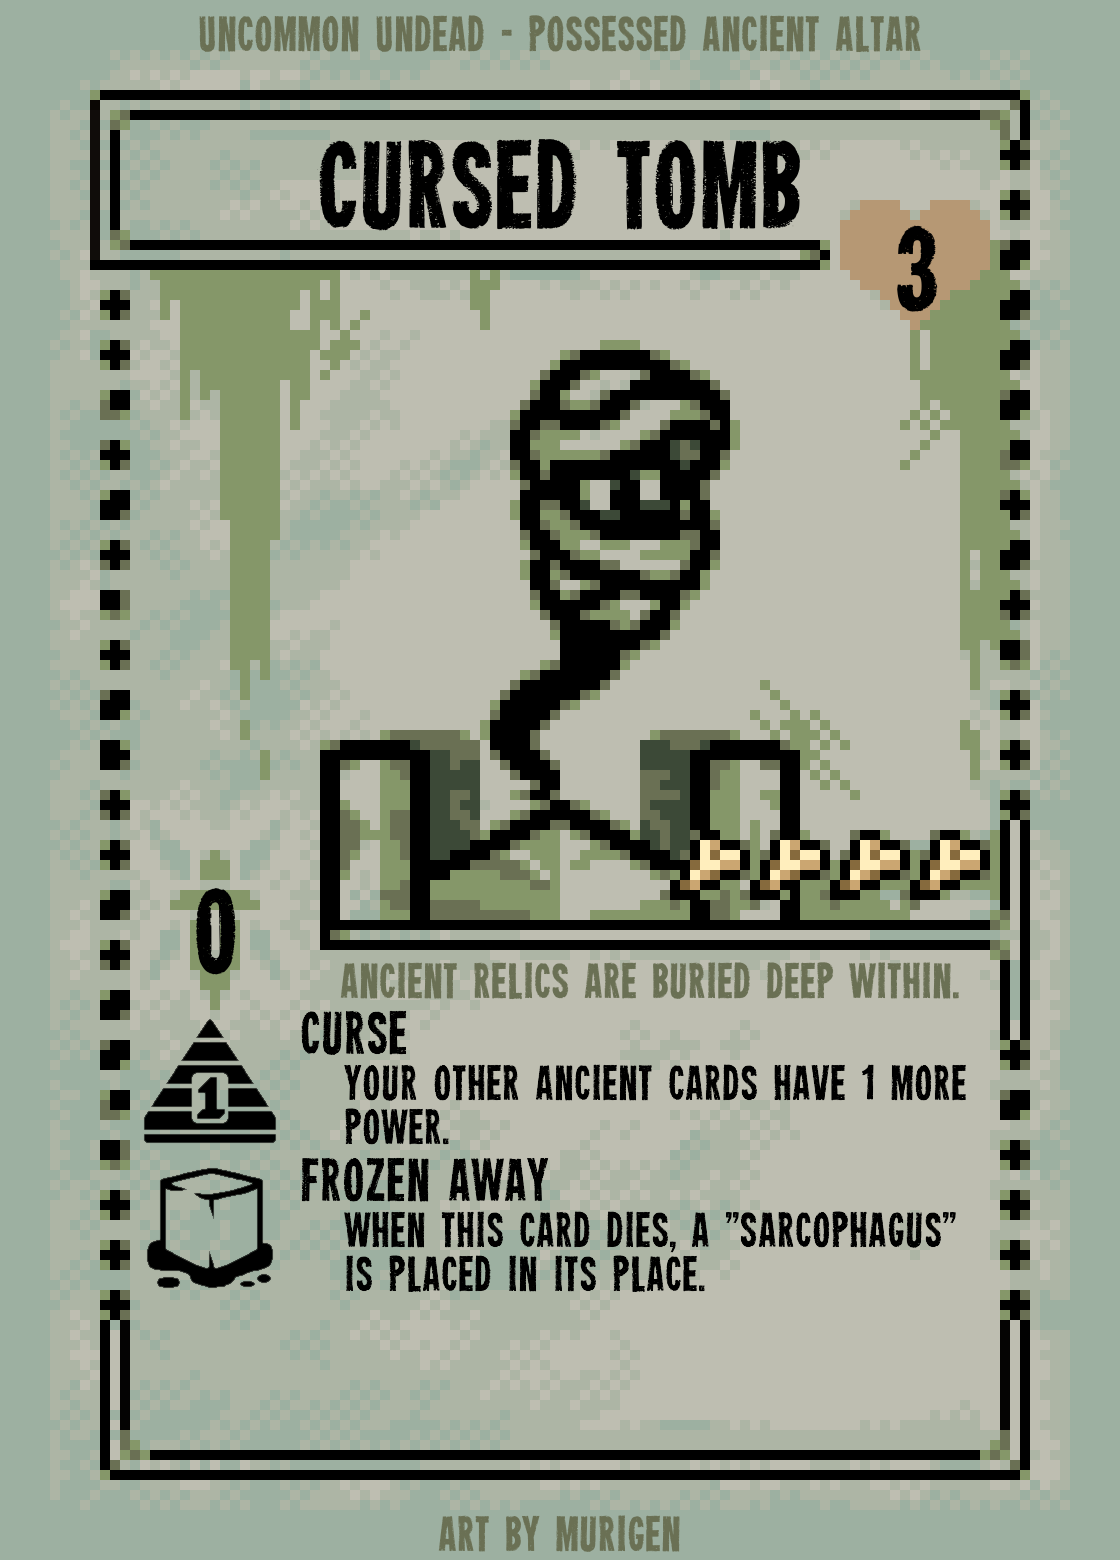 UNCOMMON UNDEAD - POSSESSED ANCIENT ALTAR
CURSED TOMB
3
0
ANCIENT RELICS ARE BURIED DEEP WITHIN.
CURSE
1
YOUR OTHER ANCIENT CARDS HAVE 1 MORE
POWER.
FROZEN AWAY
WHEN THIS CARD DIES, A "SARCOPHAGUS"
IS PLACED IN ITS PLACE.
ART BY MURIGEN